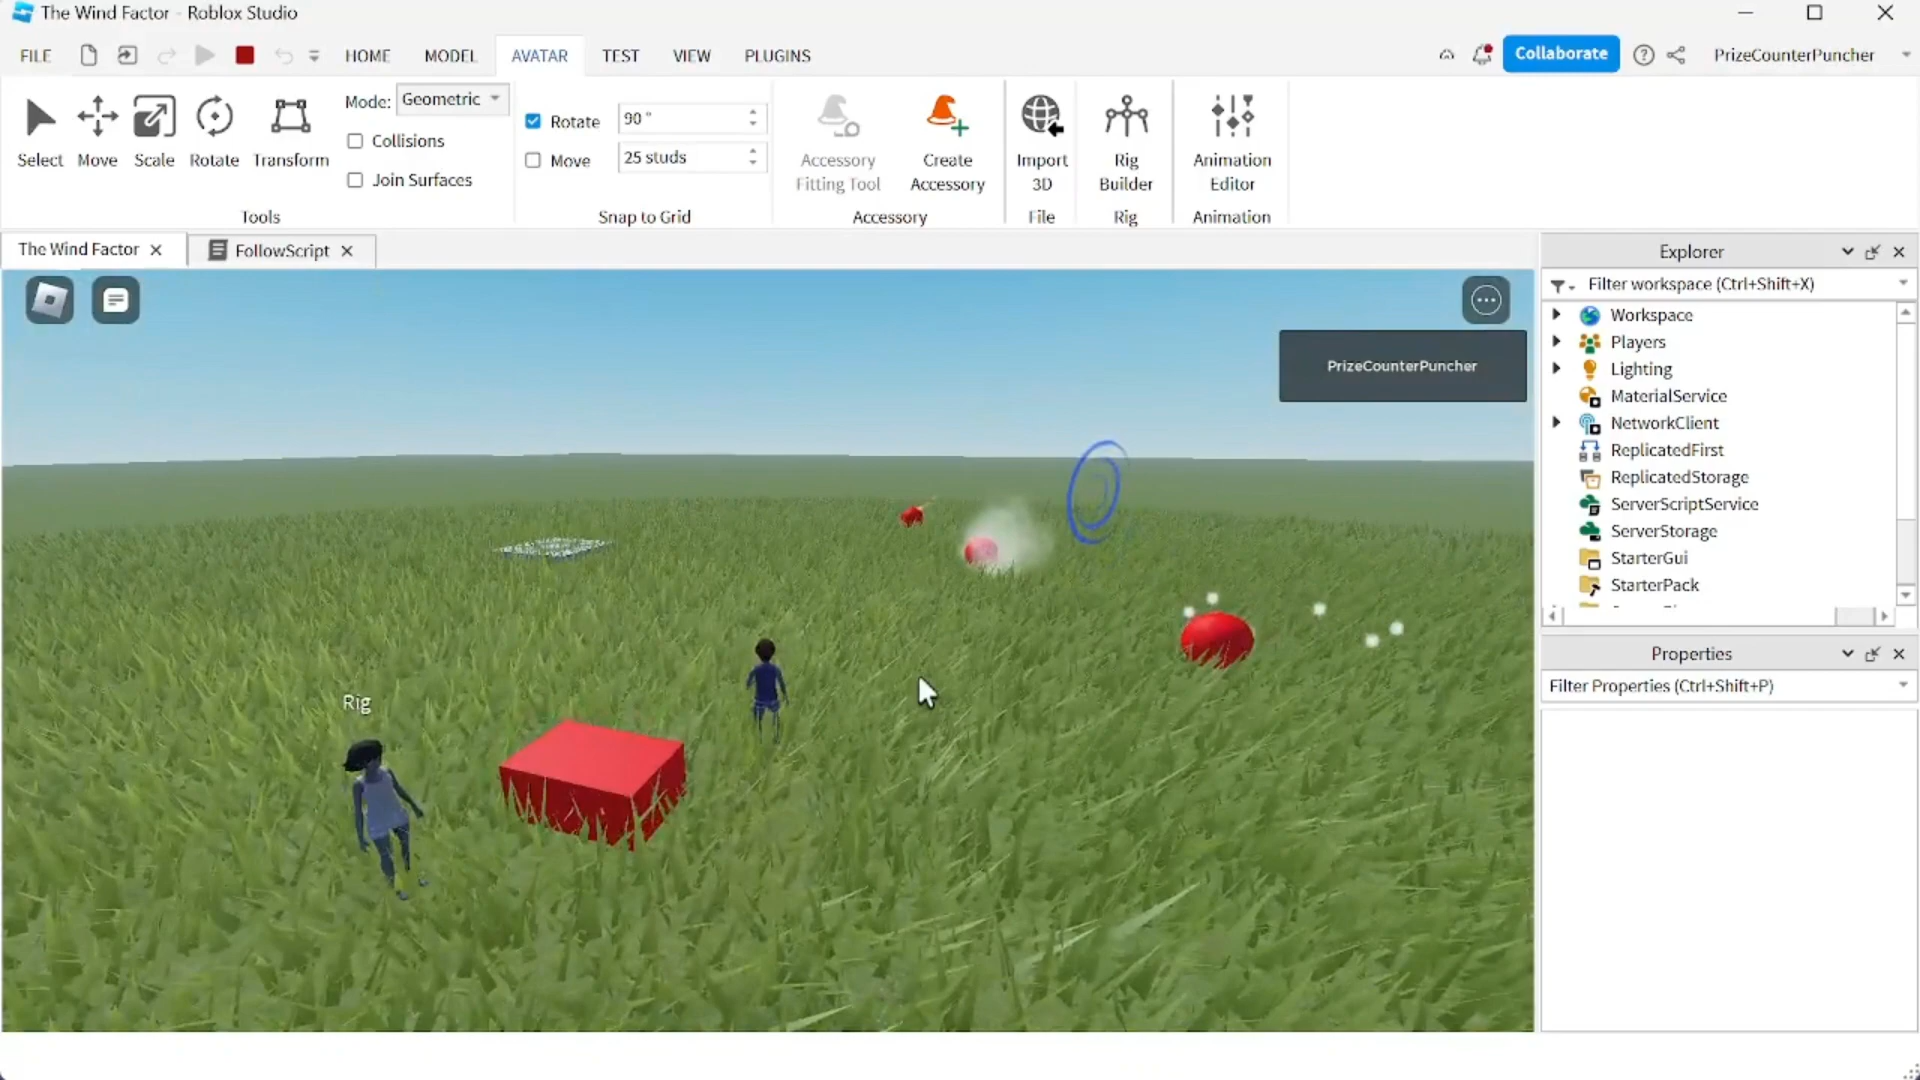 The Wind Factor - Roblox Studio
FILE HOME MODEL AVATAR TEST VIEW PLUGINS Collaborate PrizeCounterPuncher
Mode: Geometric
Collisions
Join Surfaces
Select Move Scale Rotate Transform
Tools
Rotate 90 °
Move 25 studs
Snap to Grid
Accessory Fitting Tool
Create Accessory
Accessory
Import 3D
File
Rig Builder
Rig
Animation Editor
Animation
The Wind Factor
FollowScript
PrizeCounterPuncher
Rig
Explorer
Filter workspace (Ctrl+Shift+X)
Workspace
Players
Lighting
MaterialService
NetworkClient
ReplicatedFirst
ReplicatedStorage
ServerScriptService
ServerStorage
StarterGui
StarterPack
Properties
Filter Properties (Ctrl+Shift+P)